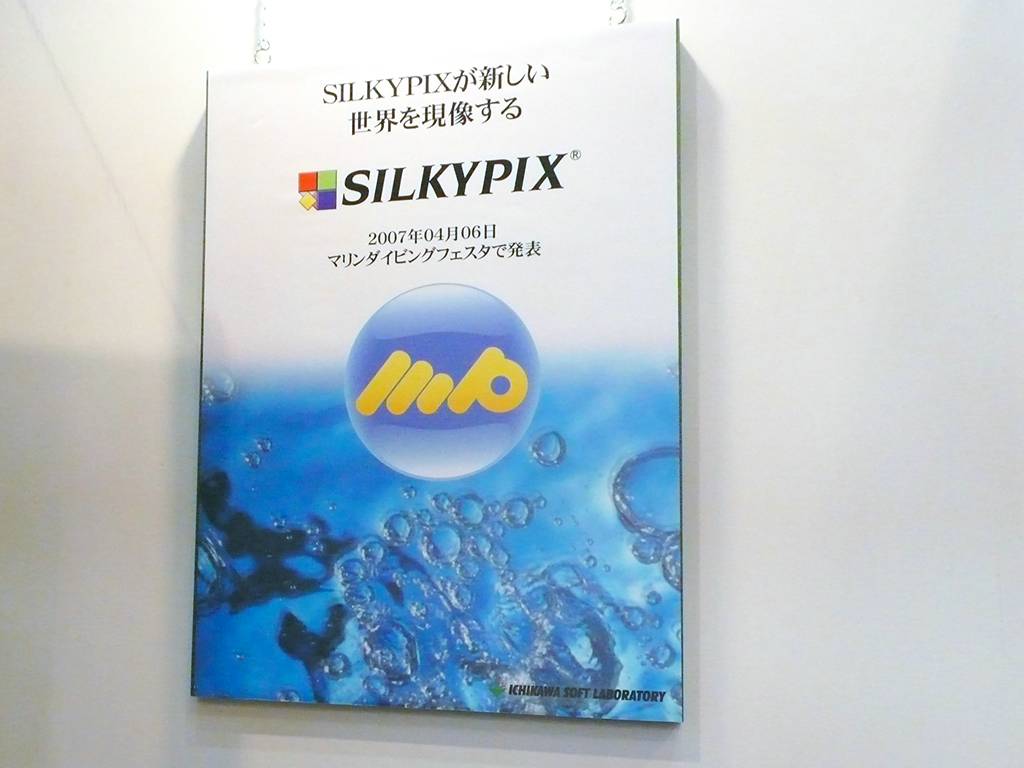 SILKYPIXが新しい
世界を現像する
SILKYPIX®
2007年04月06日
マリンダイビングフェスタで発表
ICHIKAWA SOFT LABORATORY